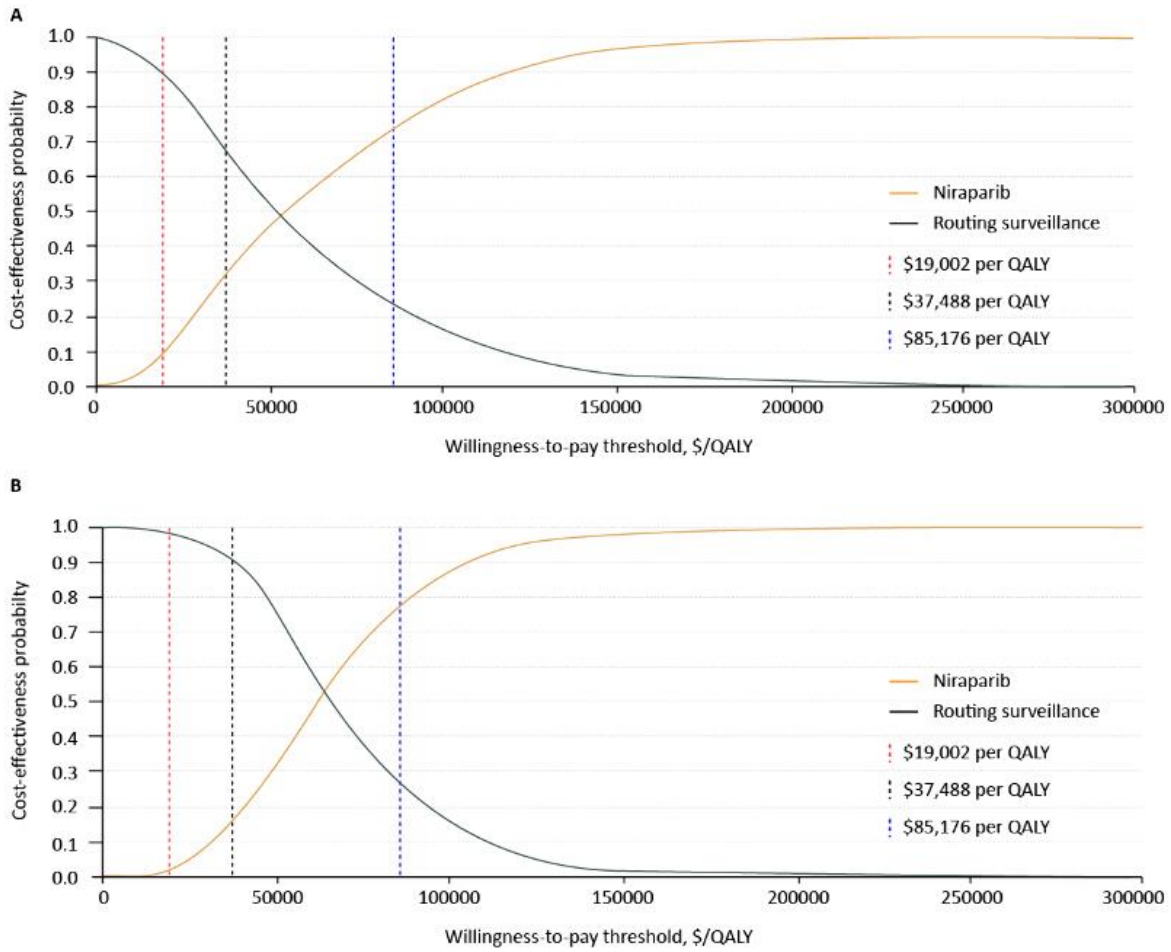 A
1.0
0.9
0.8
0.7
0.6
0.5
0.4
0.3
0.2
0.1
0.0
Cost-effectiveness probabilty
Niraparib
Routing surveillance
$19,002 per QALY
$37,488 per QALY
$85,176 per QALY
0 50000 100000 150000 200000 250000 300000
Willingness-to-pay threshold, $/QALY
B
1.0
0.9
0.8
0.7
0.6
0.5
0.4
0.3
0.2
0.1
0.0
Cost-effectiveness probabilty
Niraparib
Routing surveillance
$19,002 per QALY
$37,488 per QALY
$85,176 per QALY
0 50000 100000 150000 200000 250000 300000
Willingness-to-pay threshold, $/QALY